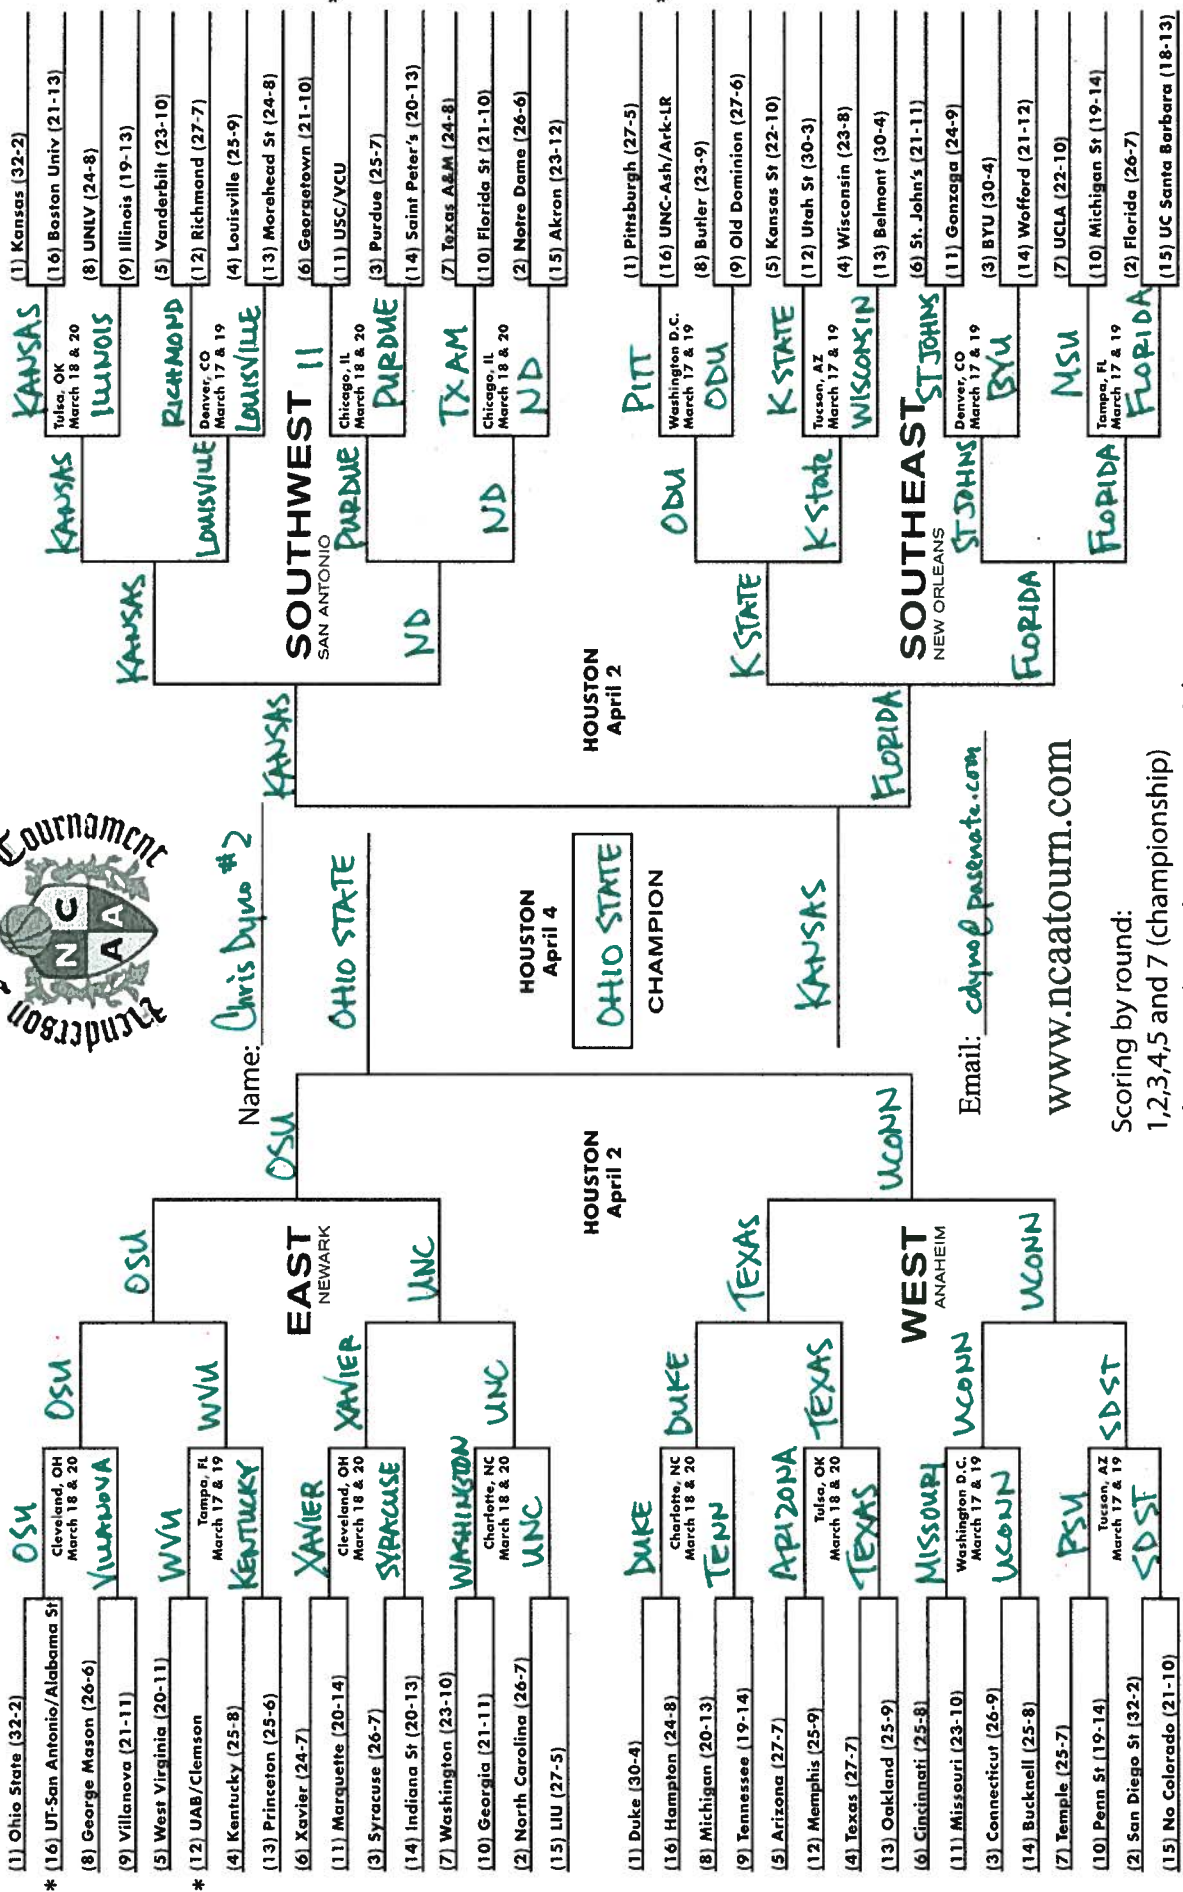 Henderson
Tournament
N C
A A
Name: Chris Dyno #2
(1) Ohio State (32-2)
* (16) UT-San Antonio/Alabama St
(8) George Mason (26-6)
(9) Villanova (21-11)
(5) West Virginia (20-11)
* (12) UAB/Clemson
(4) Kentucky (25-8)
(13) Princeton (25-6)
(6) Xavier (24-7)
(11) Marquette (20-14)
(3) Syracuse (26-7)
(14) Indiana St (20-13)
(7) Washington (23-10)
(10) Georgia (21-11)
(2) North Carolina (26-7)
(15) LIU (27-5)
OSU
Cleveland, OH
March 18 & 20
VILLANOVA
WVU
Tampa, FL
March 17 & 19
KENTUCKY
XAVIER
Cleveland, OH
March 18 & 20
SYRACUSE
WASHINGTON
Charlotte, NC
March 18 & 20
UNC
OSU
WVU
XAVIER
UNC
OSU
EAST
NEWARK
UNC
OSU
(1) Duke (30-4)
(16) Hampton (24-8)
(8) Michigan (20-13)
(9) Tennessee (19-14)
(5) Arizona (27-7)
(12) Memphis (25-9)
(4) Texas (27-7)
(13) Oakland (25-9)
(6) Cincinnati (25-8)
(11) Missouri (23-10)
(3) Connecticut (26-9)
(14) Bucknell (25-8)
(7) Temple (25-7)
(10) Penn St (19-14)
(2) San Diego St (32-2)
(15) No Colorado (21-10)
DUKE
Charlotte, NC
March 18 & 20
TENN
ARIZONA
Tulsa, OK
March 18 & 20
TEXAS
MISSOURI
Washington D.C.
March 17 & 19
UCONN
PSU
Tucson, AZ
March 17 & 19
SDST
DUKE
TEXAS
UCONN
SDST
TEXAS
WEST
ANAHEIM
UCONN
UCONN
HOUSTON
April 2
OHIO STATE
HOUSTON
April 4
OHIO STATE
CHAMPION
KANSAS
Email: cdyno@pasenate.com
www.ncaatourn.com
Scoring by round:
1,2,3,4,5 and 7 (championship)
HOUSTON
April 2
KANSAS
KANSAS
SOUTHWEST
SAN ANTONIO
ND
KANSAS
LOUISVILLE
PURDUE
ND
KANSAS
Tulsa, OK
March 18 & 20
ILLINOIS
RICHMOND
Denver, CO
March 17 & 19
LOUISVILLE
11
Chicago, IL
March 18 & 20
PURDUE
TX AM
Chicago, IL
March 18 & 20
ND
(1) Kansas (32-2)
(16) Boston Univ (21-13)
(8) UNLV (24-8)
(9) Illinois (19-13)
(5) Vanderbilt (23-10)
(12) Richmond (27-7)
(4) Louisville (25-9)
(13) Morehead St (24-8)
(6) Georgetown (21-10)
(11) USC/VCU *
(3) Purdue (25-7)
(14) Saint Peter's (20-13)
(7) Texas A&M (24-8)
(10) Florida St (21-10)
(2) Notre Dame (26-6)
(15) Akron (23-12)
FLORIDA
K STATE
SOUTHEAST
NEW ORLEANS
FLORIDA
ODU
K State
ST JOHNS
FLORIDA
PITT
Washington D.C.
March 17 & 19
ODU
K STATE
Tucson, AZ
March 17 & 19
WISCONSIN
ST JOHNS
Denver, CO
March 17 & 19
BYU
MSU
Tampa, FL
March 17 & 19
FLORIDA
(1) Pittsburgh (27-5)
(16) UNC-Ash/Ark-LR *
(8) Butler (23-9)
(9) Old Dominion (27-6)
(5) Kansas St (22-10)
(12) Utah St (30-3)
(4) Wisconsin (23-8)
(13) Belmont (30-4)
(6) St. John's (21-11)
(11) Gonzaga (24-9)
(3) BYU (30-4)
(14) Wofford (21-12)
(7) UCLA (22-10)
(10) Michigan St (19-14)
(2) Florida (26-7)
(15) UC Santa Barbara (18-13)